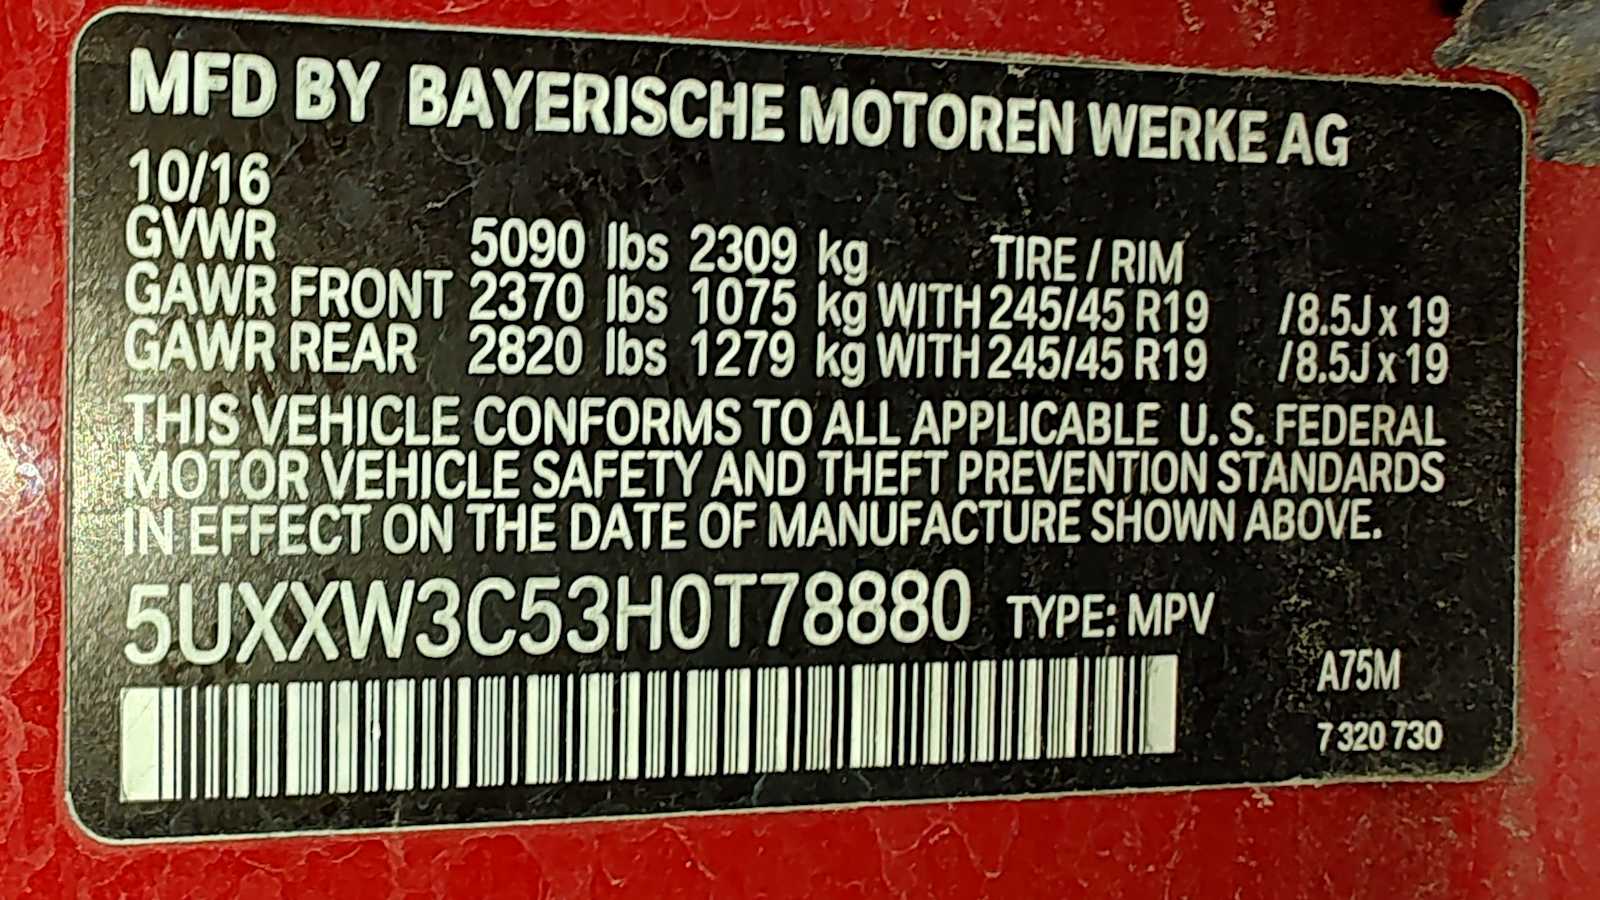 MFD BY BAYERISCHE MOTOREN WERKE AG
10/16
GVWR 5090 lbs 2309 kg TIRE / RIM
GAWR FRONT 2370 lbs 1075 kg WITH 245/45 R19 /8.5J x 19
GAWR REAR 2820 lbs 1279 kg WITH 245/45 R19 /8.5J x 19
THIS VEHICLE CONFORMS TO ALL APPLICABLE U. S. FEDERAL
MOTOR VEHICLE SAFETY AND THEFT PREVENTION STANDARDS
IN EFFECT ON THE DATE OF MANUFACTURE SHOWN ABOVE.
5UXXW3C53H0T78880 TYPE: MPV
A75M
7 320 730